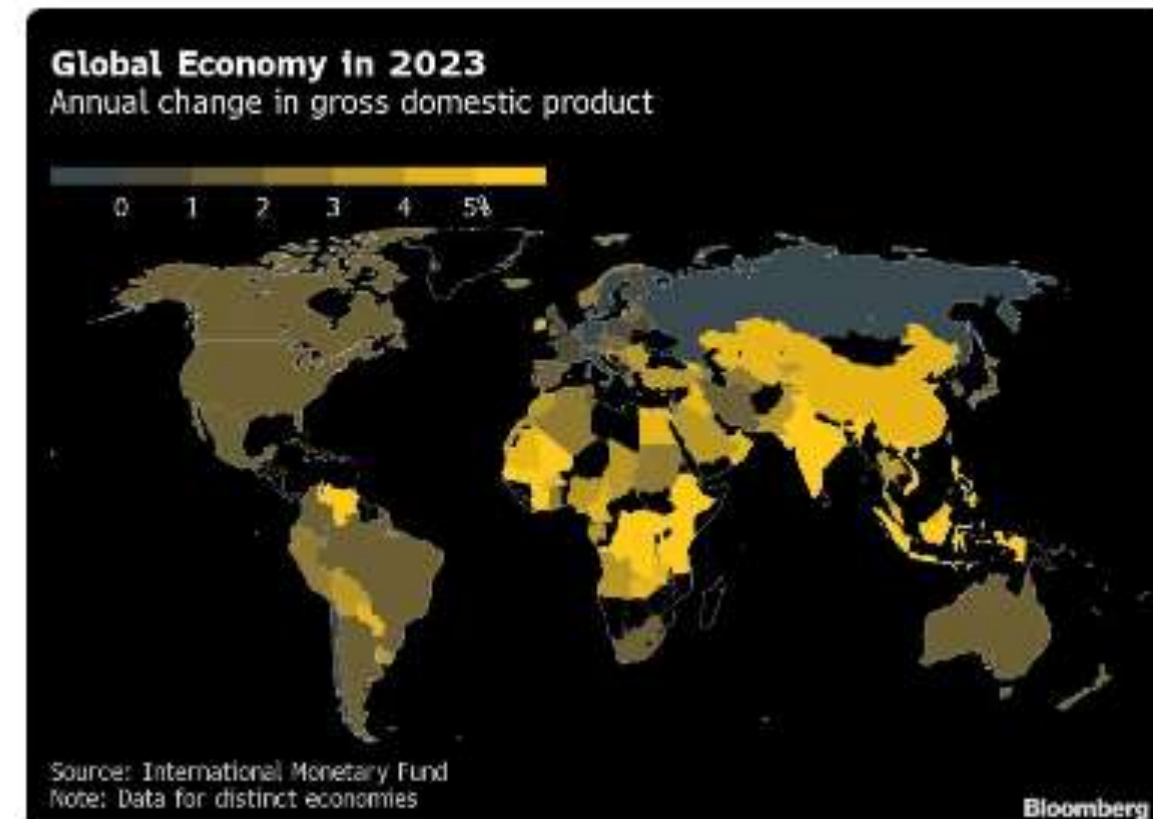 Global Economy in 2023
Annual change in gross domestic product
0 1 2 3 4 5%
Source: International Monetary Fund
Note: Data for distinct economies
Bloomberg